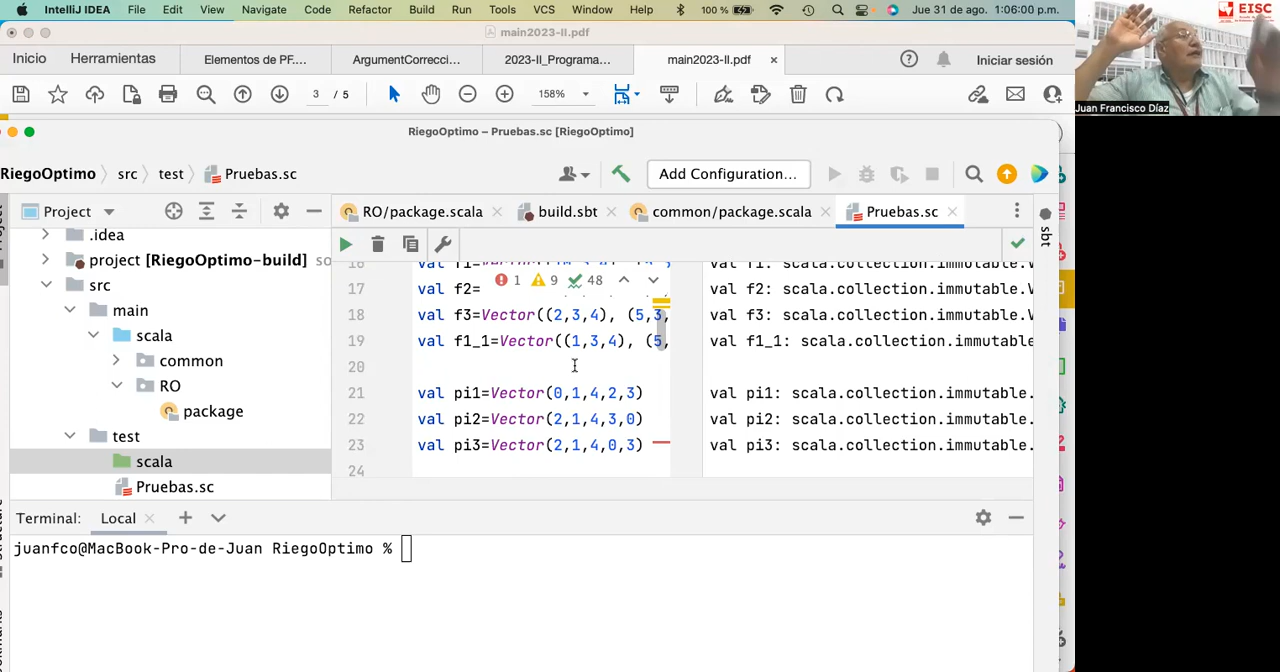 IntelliJ IDEA File Edit View Navigate Code Refactor Build Run Tools VCS Window Help 100 % Jue 31 de ago. 1:06:00 p.m.
EISC
main2023-II.pdf
Inicio Herramientas Elementos de PF.... ArgumentCorrecci... 2023-II_Programa... main2023-II.pdf × Iniciar sesión
3 / 5 158%
Juan Francisco Díaz
RiegoOptimo – Pruebas.sc [RiegoOptimo]
RiegoOptimo src test Pruebas.sc Add Configuration...
Project RO/package.scala build.sbt common/package.scala Pruebas.sc
sbt
.idea
project [RiegoOptimo-build]
src
main
scala
common
RO
package
test
scala
Pruebas.sc
1 9 48
17 val f2= val f2: scala.collection.immutable.
18 val f3=Vector((2,3,4), (5,3, val f3: scala.collection.immutable.
19 val f1_1=Vector((1,3,4), (5, val f1_1: scala.collection.immutable
20
21 val pi1=Vector(0,1,4,2,3) val pi1: scala.collection.immutable.
22 val pi2=Vector(2,1,4,3,0) val pi2: scala.collection.immutable.
23 val pi3=Vector(2,1,4,0,3) val pi3: scala.collection.immutable.
24
Terminal: Local × +
juanfco@MacBook-Pro-de-Juan RiegoOptimo %